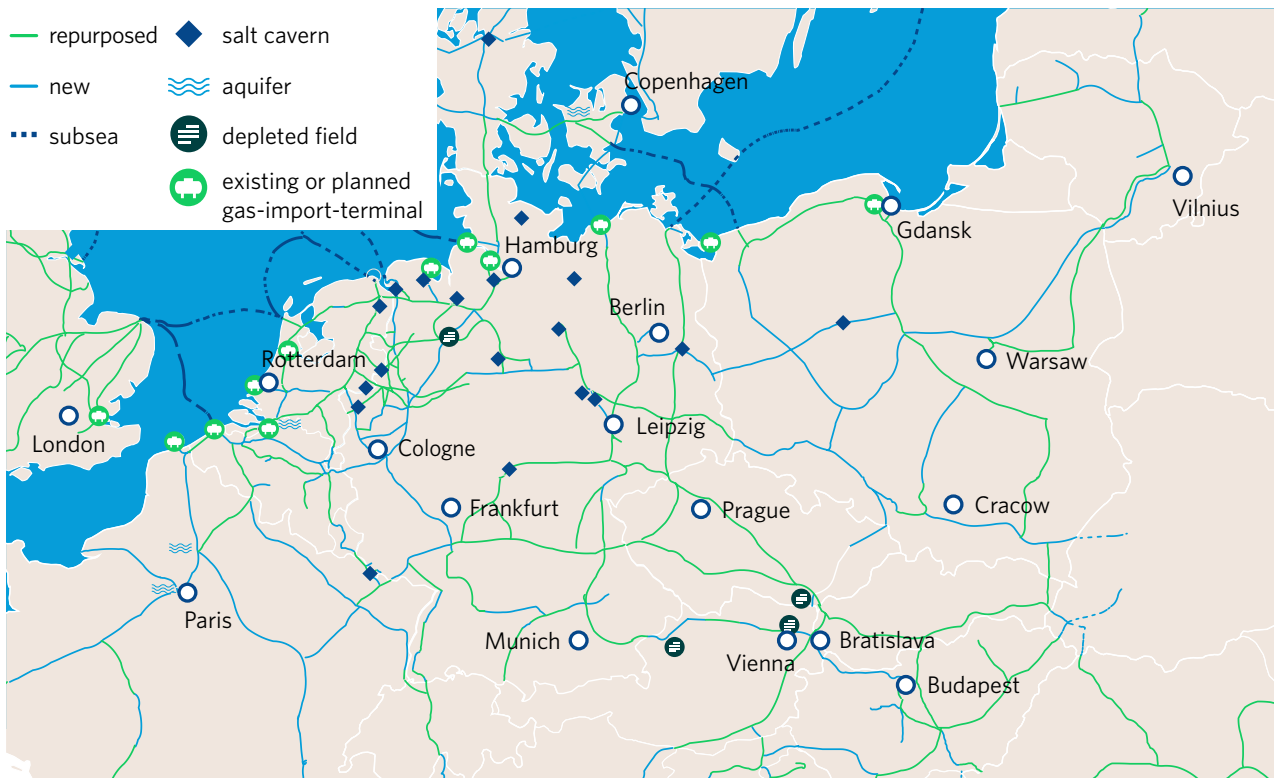 repurposed
salt cavern
new
aquifer
subsea
depleted field
existing or planned
gas-import-terminal
Copenhagen
Vilnius
Gdansk
Hamburg
Berlin
Rotterdam
Warsaw
London
Leipzig
Cologne
Frankfurt
Prague
Cracow
Paris
Munich
Vienna
Bratislava
Budapest